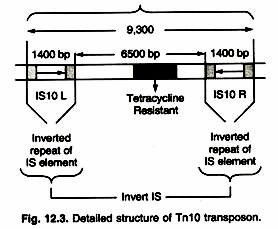 9,300
1400 bp
6500 bp
1400 bp
IS10 L
Tetracycline
Resistant
IS10 R
Inverted
repeat of
IS element
Inverted
repeat of
IS element
Invert IS
Fig. 12.3. Detailed structure of Tn10 transposon.